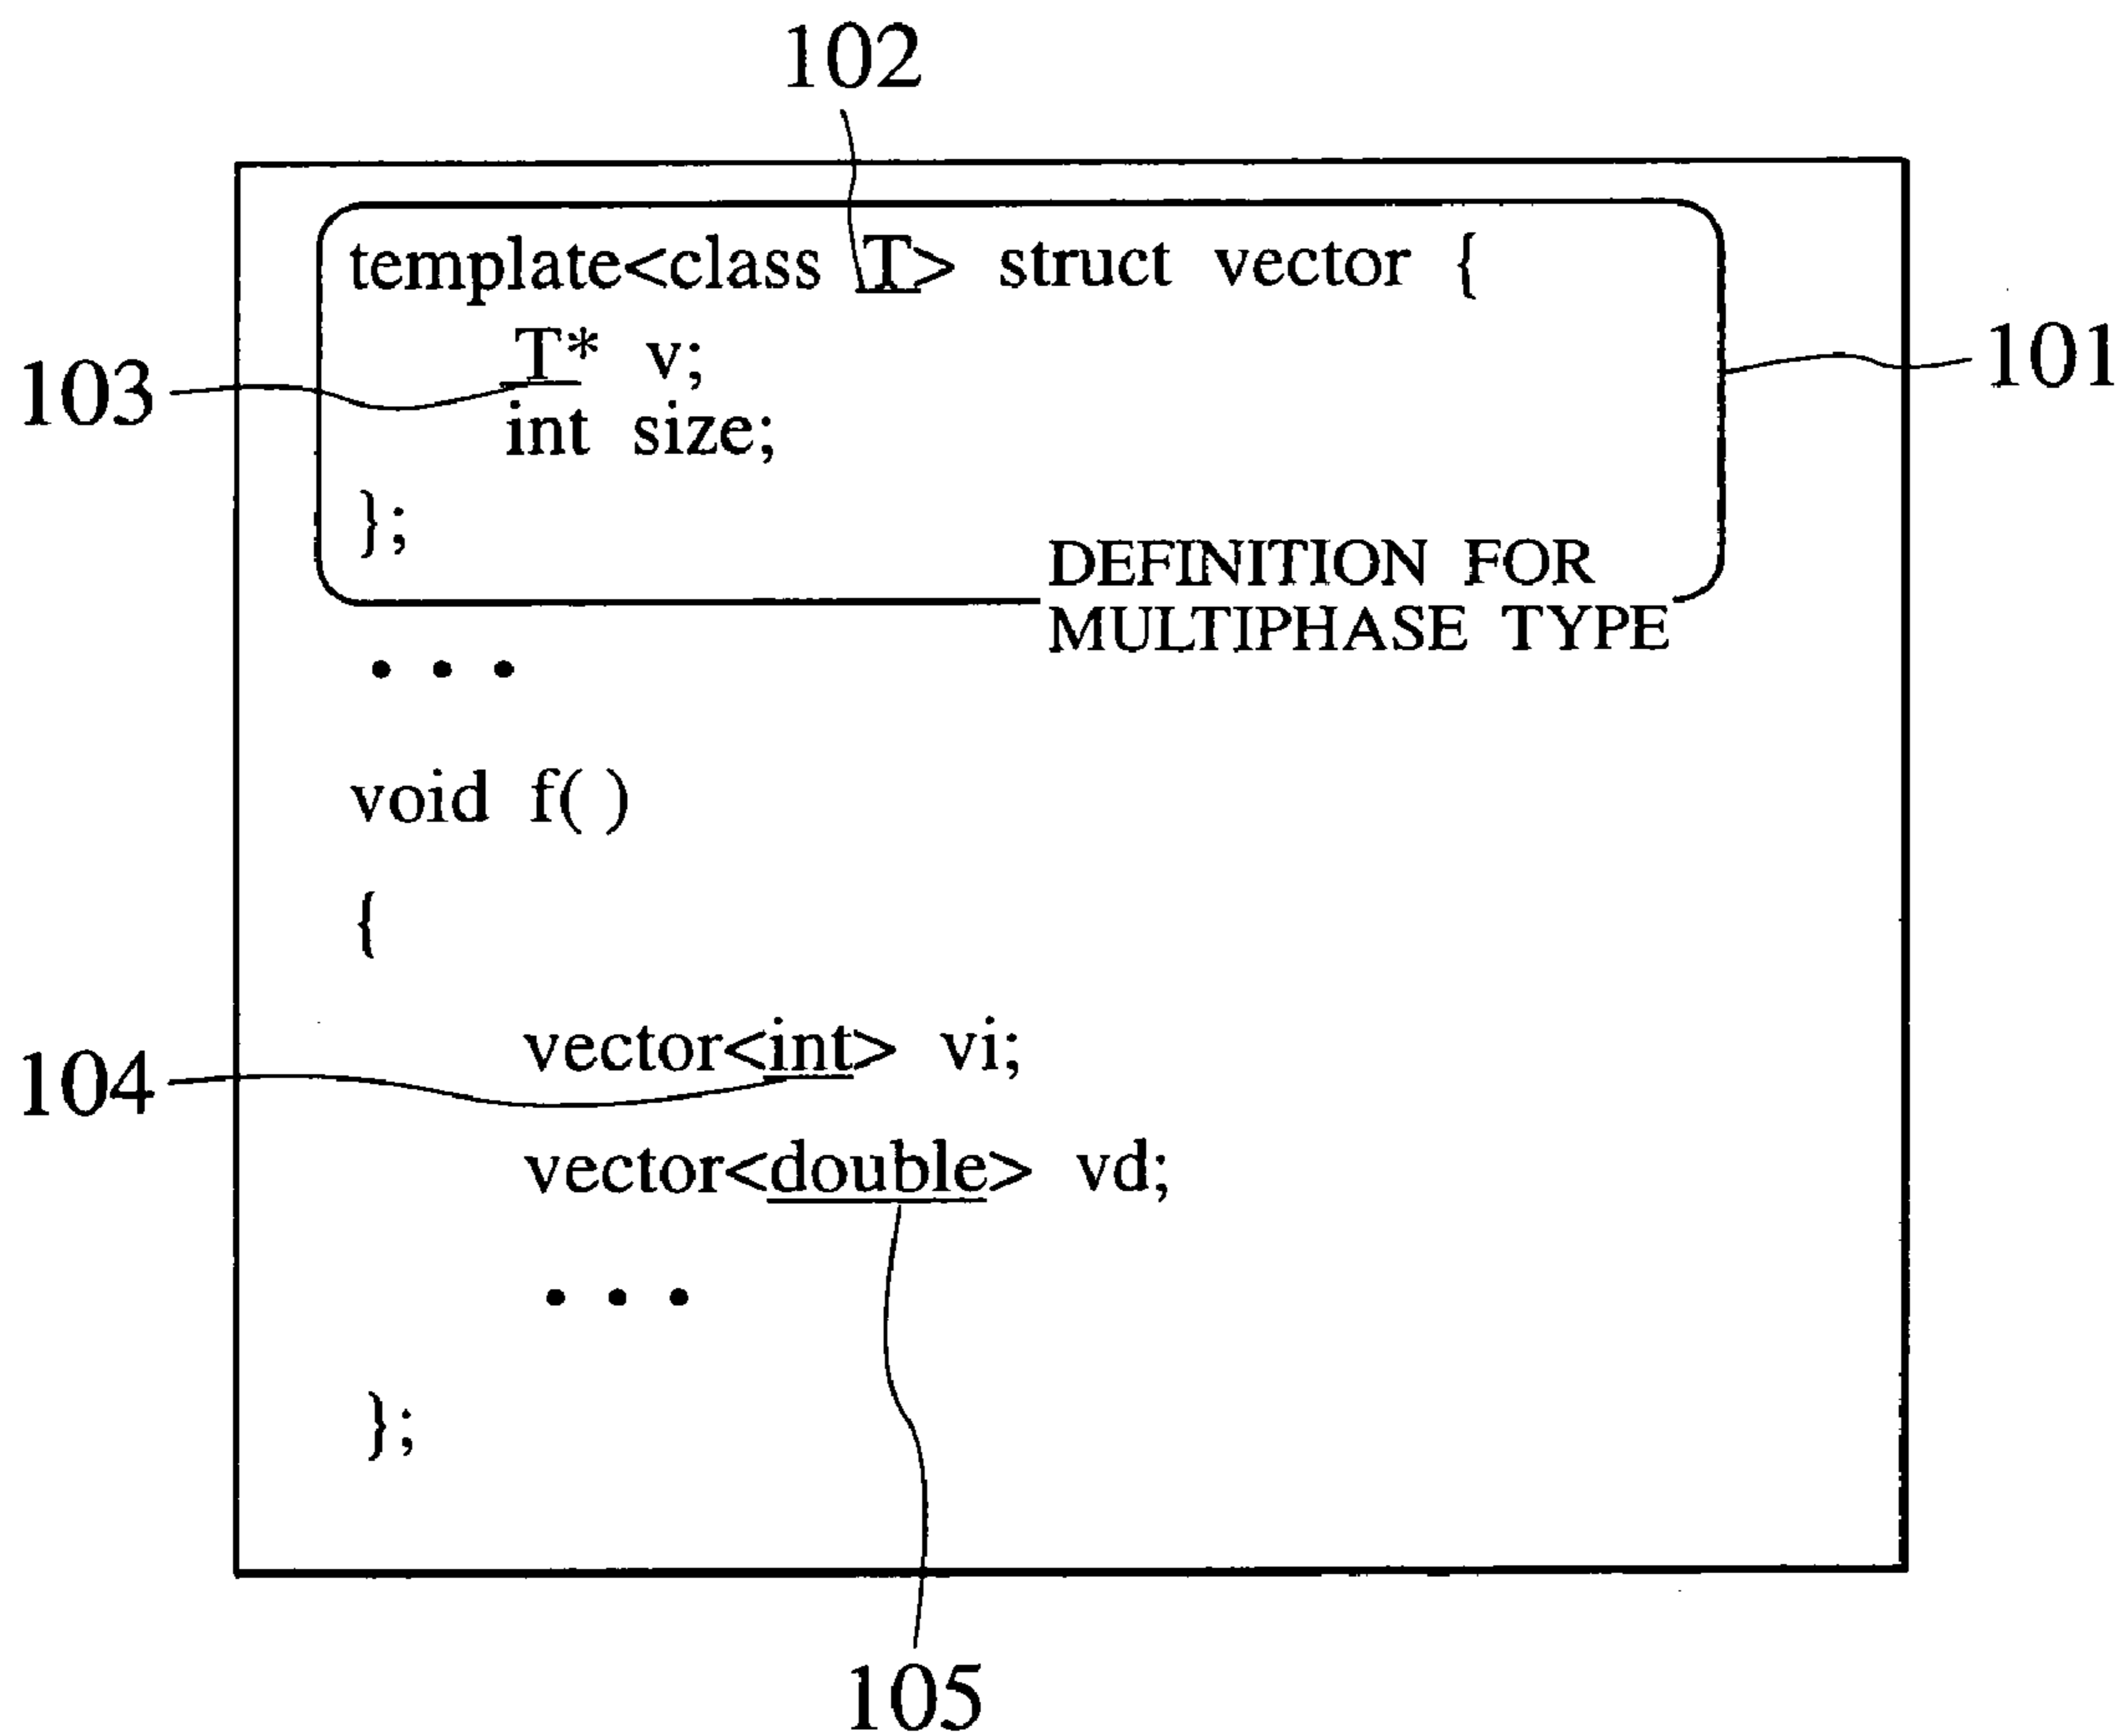 102
template<class T> struct vector {
T* v;
103
101
int size;
};
DEFINITION FOR
MULTIPHASE TYPE
• • •
void f( )
{
vector<int> vi;
104
vector<double> vd;
• • •
};
105